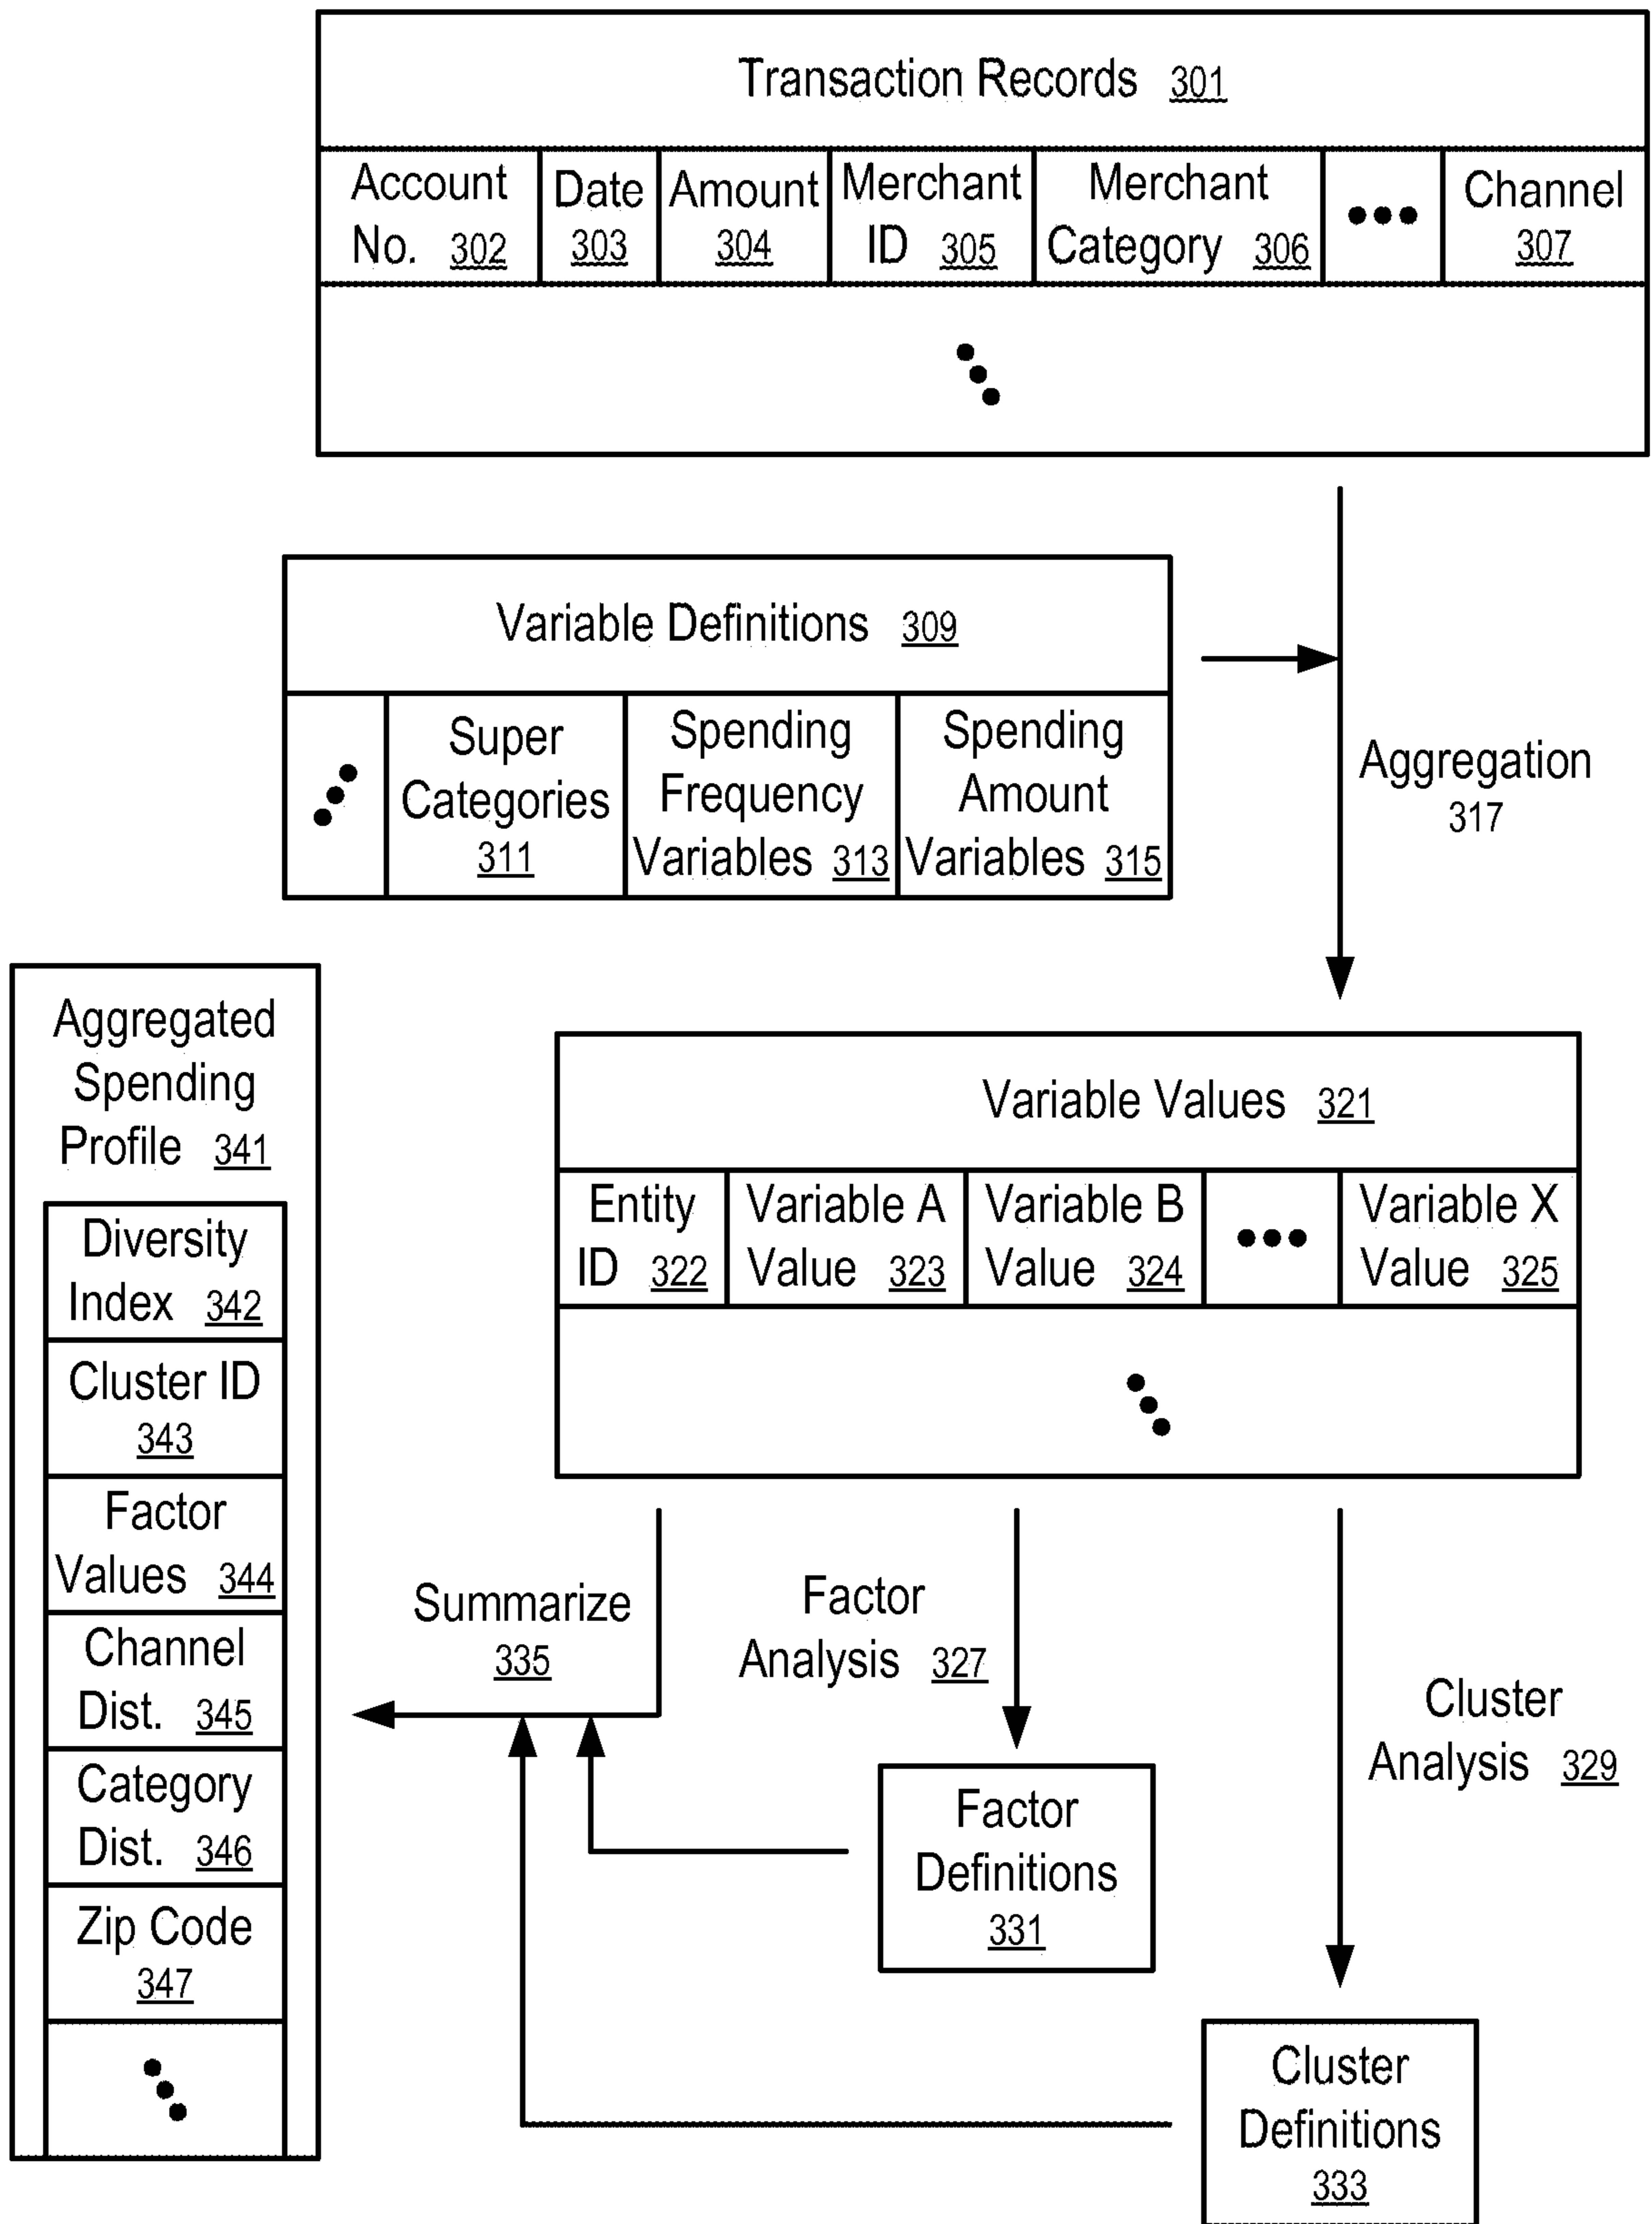 Transaction Records 301
Account
No. 302
Date
303
Amount
304
Merchant
ID 305
Merchant
Category 306
Channel
307
Variable Definitions 309
Super
Categories
311
Spending
Frequency
Variables 313
Spending
Amount
Variables 315
Aggregation
317
Aggregated
Spending
Profile 341
Diversity
Index 342
Cluster ID
343
Factor
Values 344
Channel
Dist. 345
Category
Dist. 346
Zip Code
347
Variable Values 321
Entity
ID 322
Variable A
Value 323
Variable B
Value 324
Variable X
Value 325
Summarize
335
Factor
Analysis 327
Cluster
Analysis 329
Factor
Definitions
331
Cluster
Definitions
333